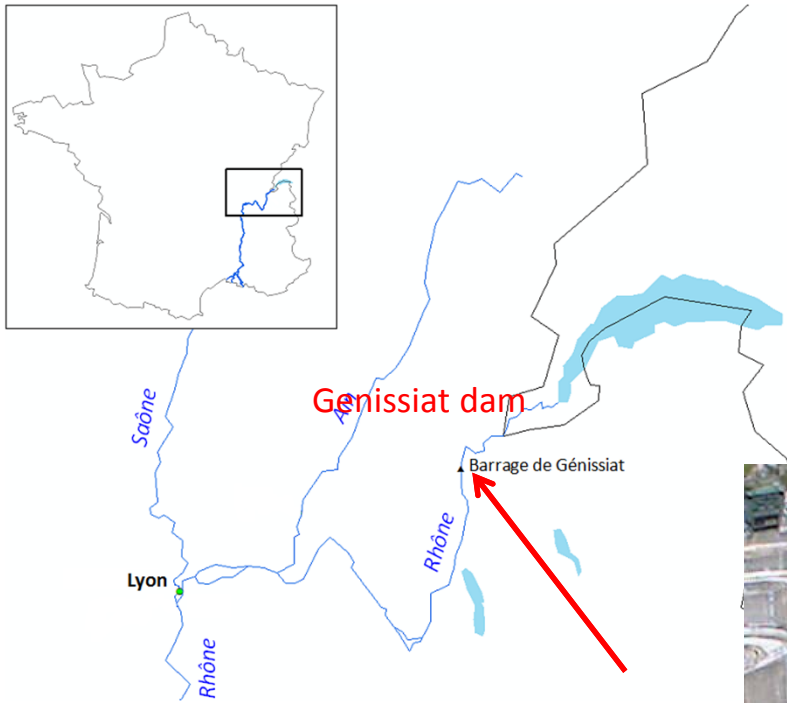 Saône
Ain
Genissiat dam
Barrage de Génissiat
Rhône
Lyon
Rhône